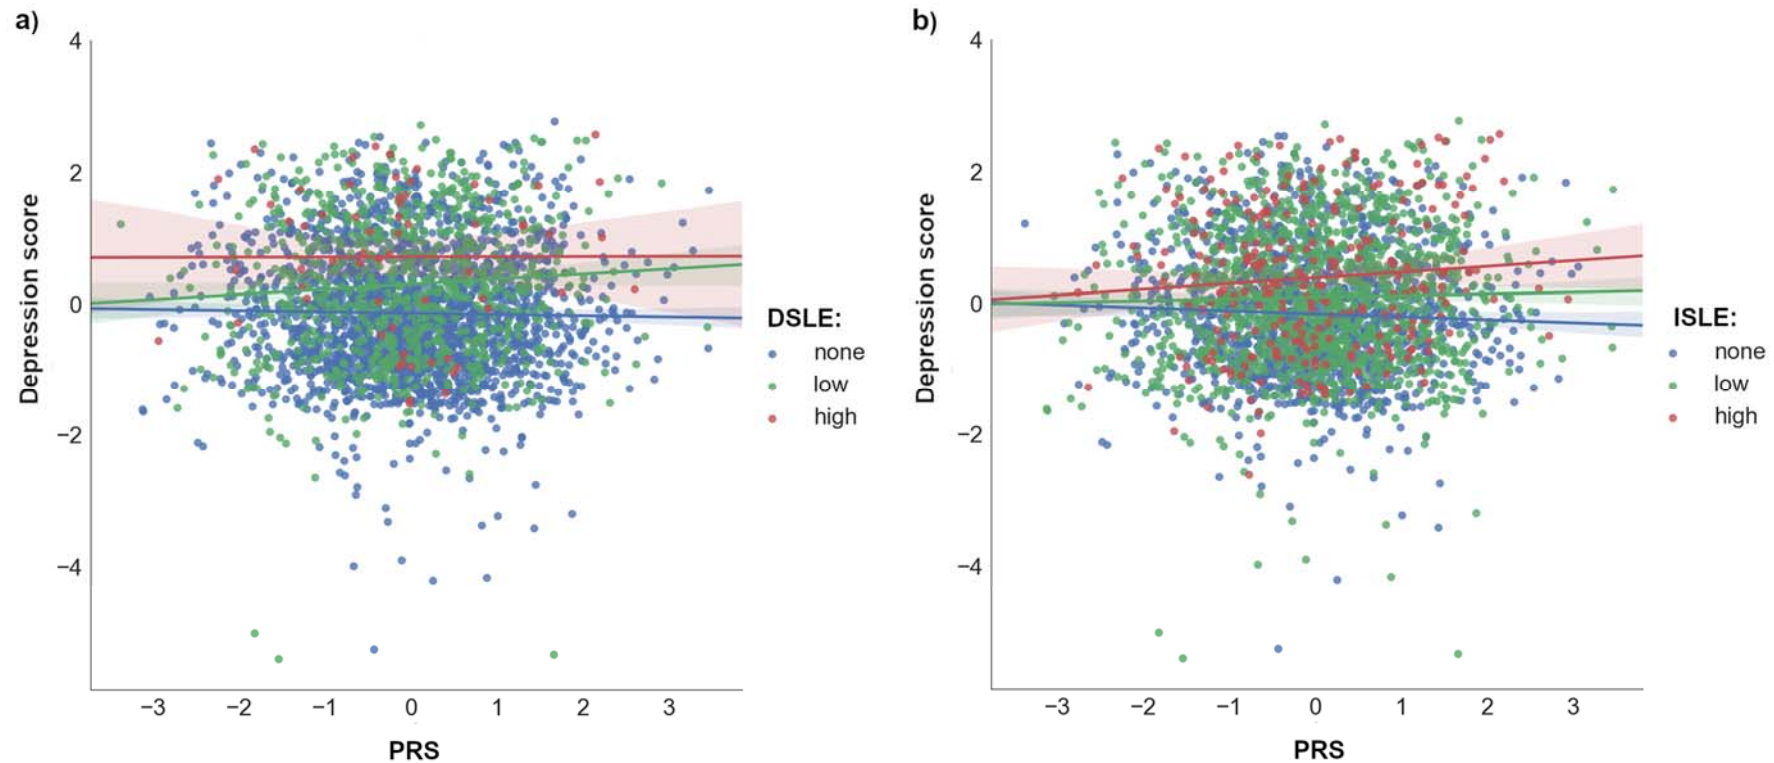 a)
4
2
0
−2
−4
Depression score
−3 −2 −1 0 1 2 3
PRS
DSLE:
none
low
high
b)
4
2
0
−2
−4
Depression score
−3 −2 −1 0 1 2 3
PRS
ISLE:
none
low
high